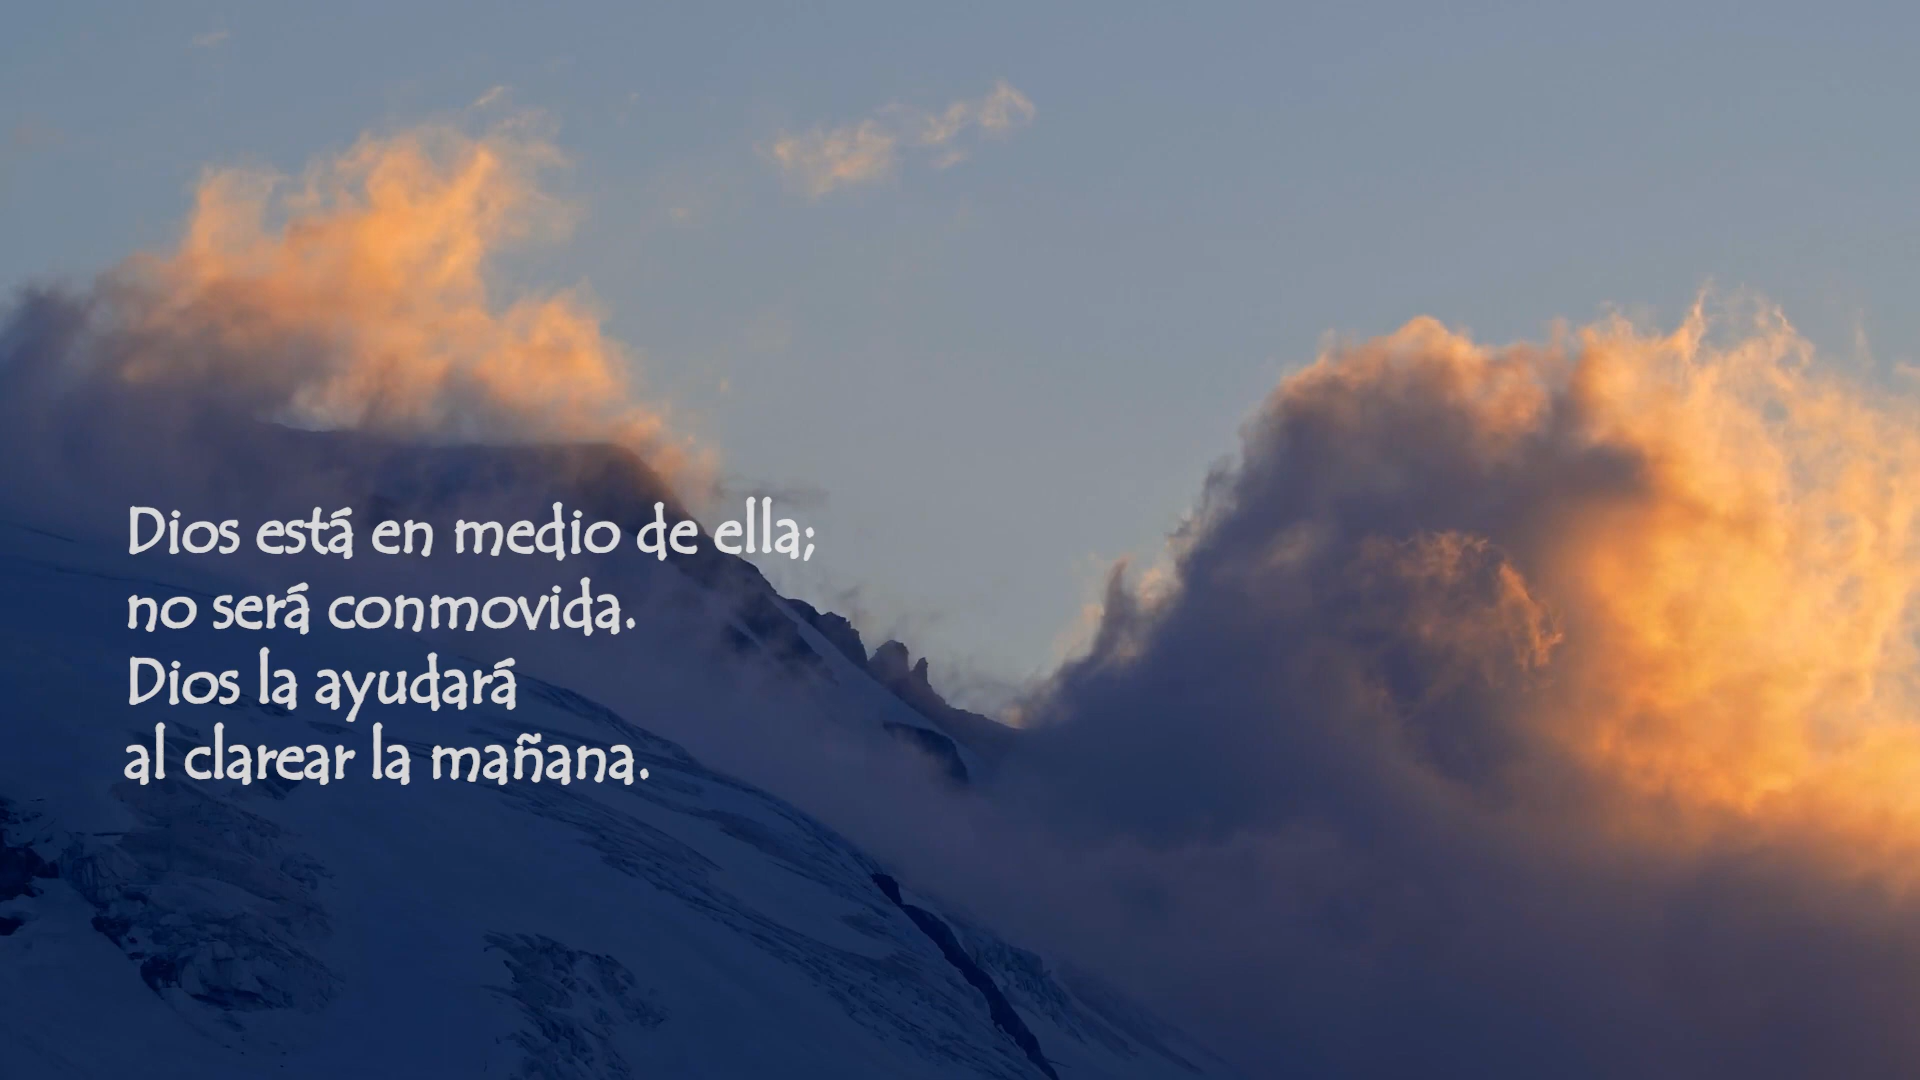 Dios está en medio de ella;
no será conmovida.
Dios la ayudará
al clarear la mañana.